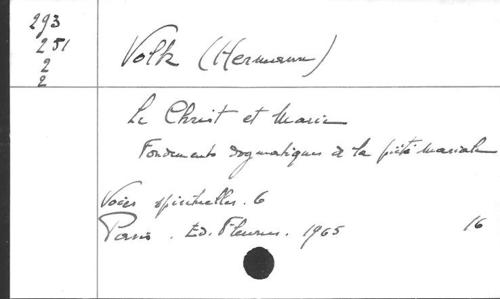 293
251
2
2
Volk (Hermann)
Le Christ et Marie
Fondements dogmatiques de la piété mariale
Voies spirituelles. 6
Paris. Ed. Fleurus. 1965 16